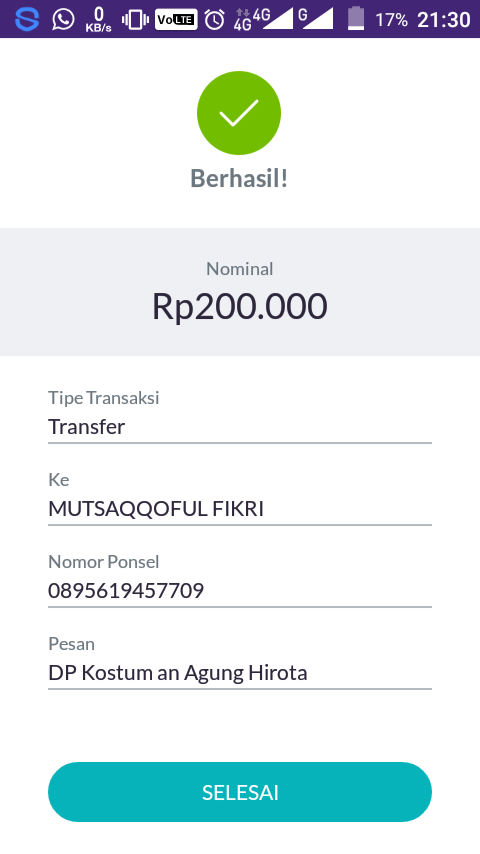 0 KB/s VoLTE 4G 4G G 17% 21:30
Berhasil!
Nominal
Rp200.000
Tipe Transaksi
Transfer
Ke
MUTSAQQOFUL FIKRI
Nomor Ponsel
0895619457709
Pesan
DP Kostum an Agung Hirota
SELESAI